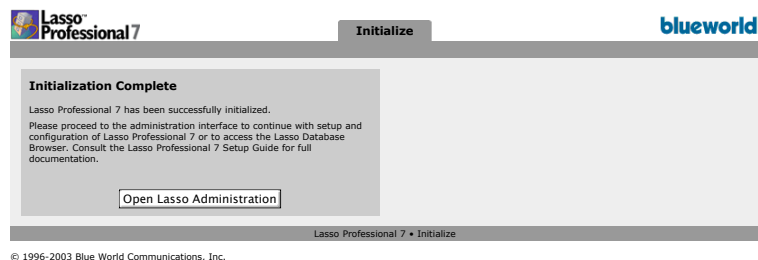 Lasso™
Professional 7
Initialize
blueworld
Initialization Complete
Lasso Professional 7 has been successfully initialized.
Please proceed to the administration interface to continue with setup and
configuration of Lasso Professional 7 or to access the Lasso Database
Browser. Consult the Lasso Professional 7 Setup Guide for full
documentation.
Open Lasso Administration
Lasso Professional 7 • Initialize
© 1996-2003 Blue World Communications, Inc.